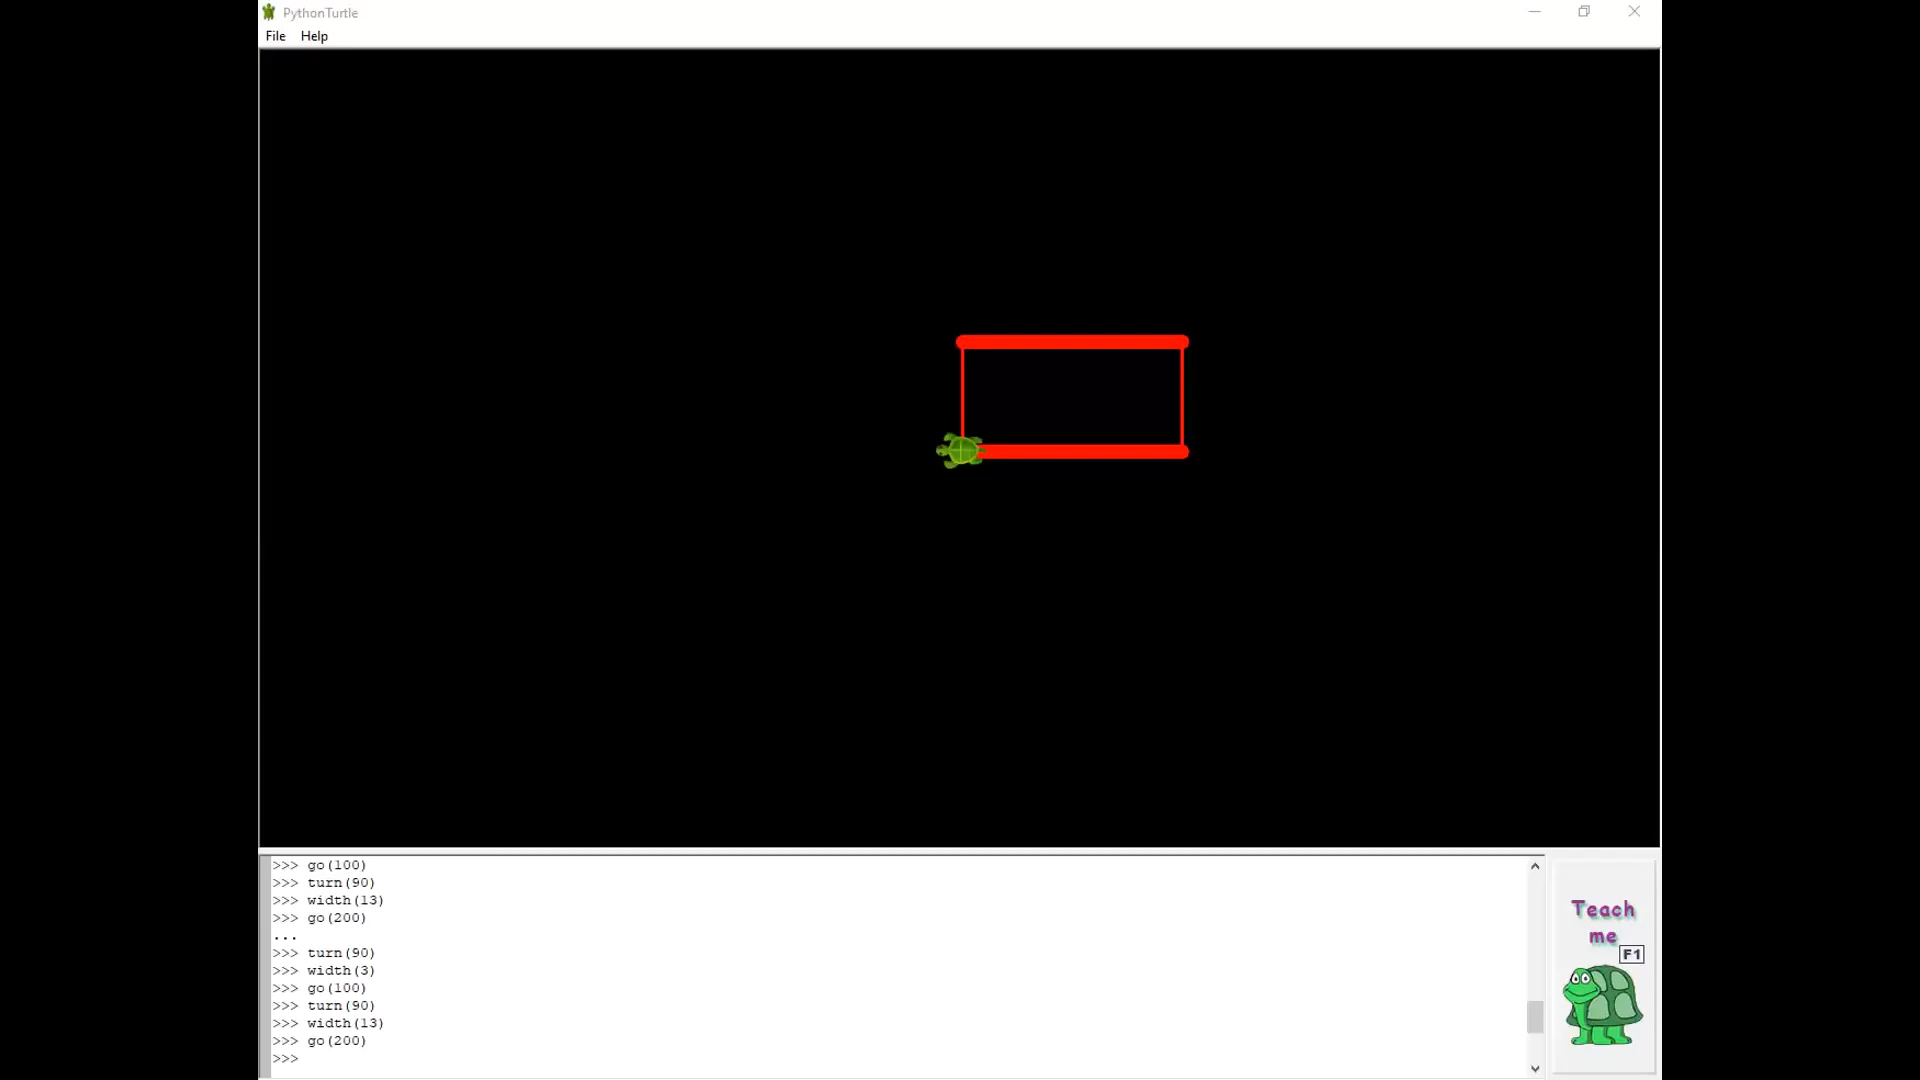 PythonTurtle
File Help
>>> go(100)
>>> turn(90)
>>> width(13)
>>> go(200)
...
>>> turn(90)
>>> width(3)
>>> go(100)
>>> turn(90)
>>> width(13)
>>> go(200)
>>>
Teach
me
F1